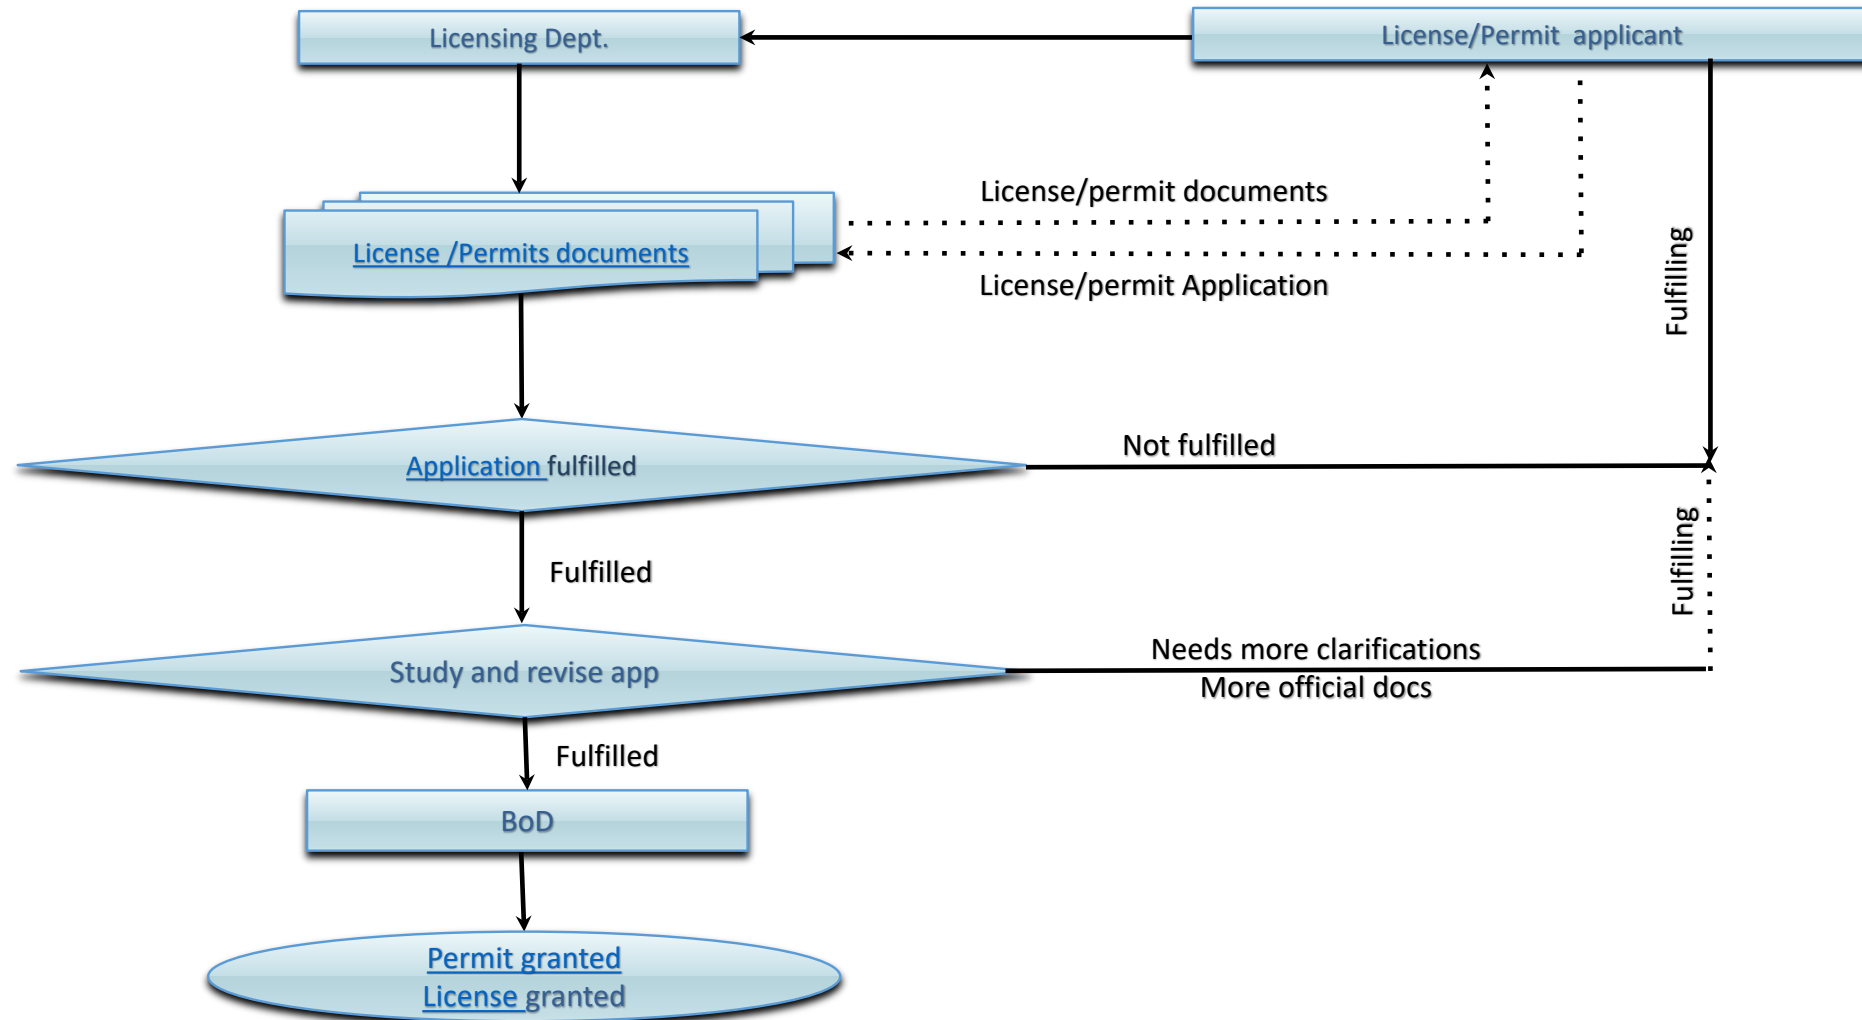 Licensing Dept.
License/Permit applicant
License/permit documents
License /Permits documents
License/permit Application
Fulfilling
Not fulfilled
Application fulfilled
Fulfilling
Fulfilled
Needs more clarifications
Study and revise app
More official docs
Fulfilled
BoD
Permit granted
License granted